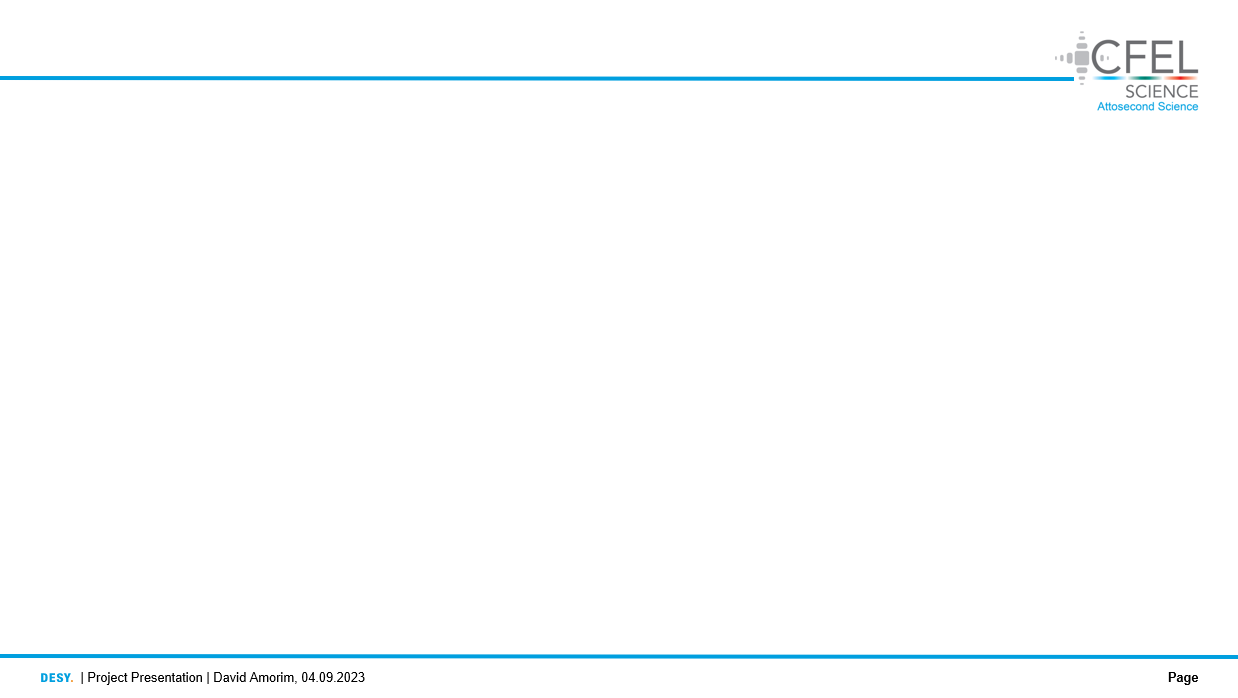 CFEL
SCIENCE
Attosecond Science
DESY. | Project Presentation | David Amorim, 04.09.2023
Page